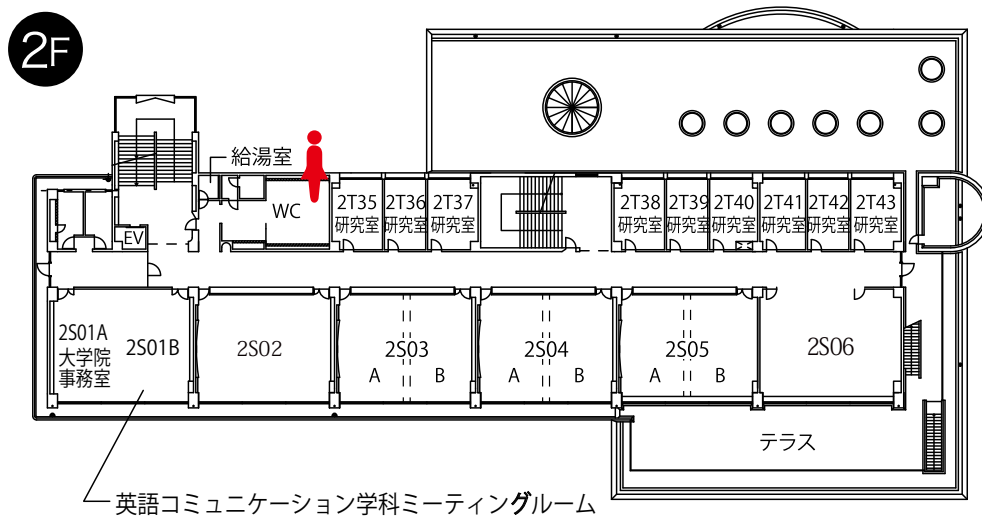 2F
給湯室
WC
EV
2T35
研究室
2T36
研究室
2T37
研究室
2T38
研究室
2T39
研究室
2T40
研究室
2T41
研究室
2T42
研究室
2T43
研究室
2S01A
大学院
事務室
2S01B
2S02
2S03
A B
2S04
A B
2S05
A B
2S06
テラス
英語コミュニケーション学科ミーティングルーム